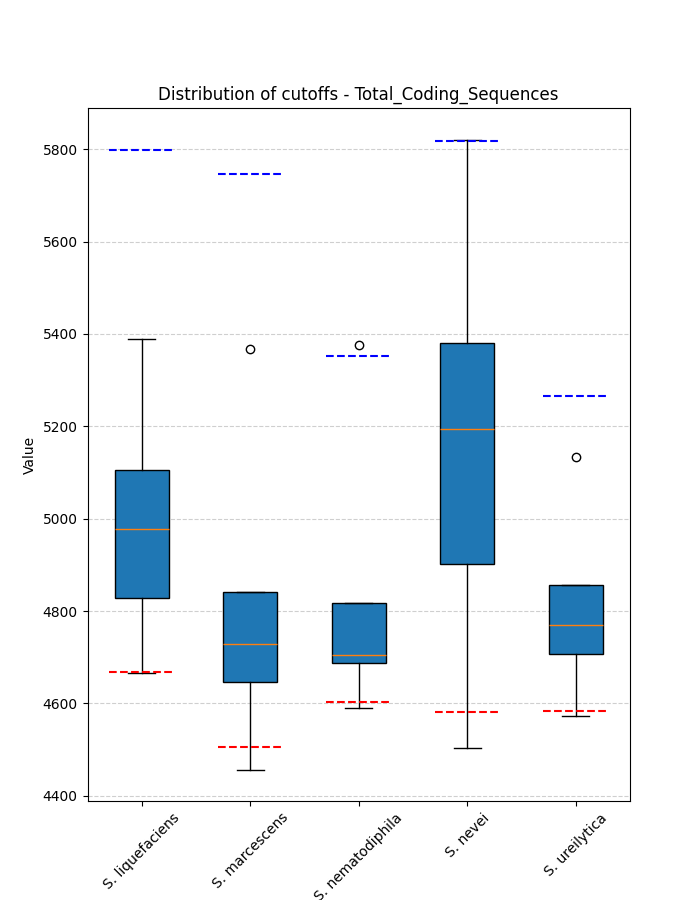 Distribution of cutoffs - Total_Coding_Sequences
5800
5600
5400
5200
5000
4800
4600
4400
Value
S. liquefaciens
S. marcescens
S. nematodiphila
S. nevei
S. ureilytica